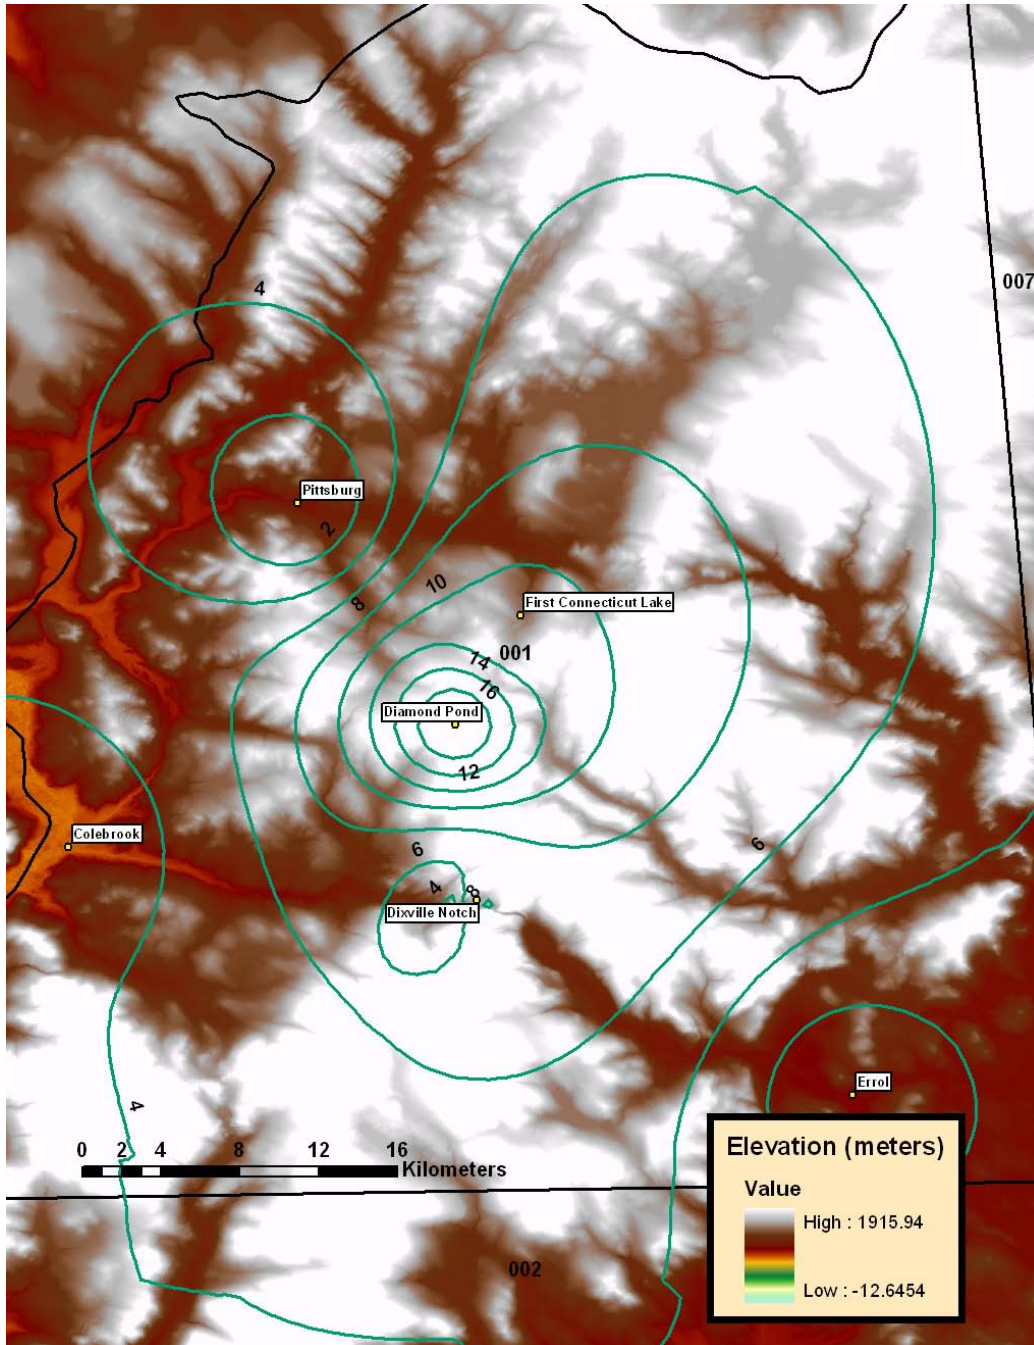 007
4
Pittsburg
2
10
8
First Connecticut Lake
001
14
16
Diamond Pond
12
Colebrook
6
6
4
8
Dixville Notch
Errol
4
0 2 4 8 12 16
Kilometers
002
Elevation (meters)
Value
High : 1915.94
Low : -12.6454